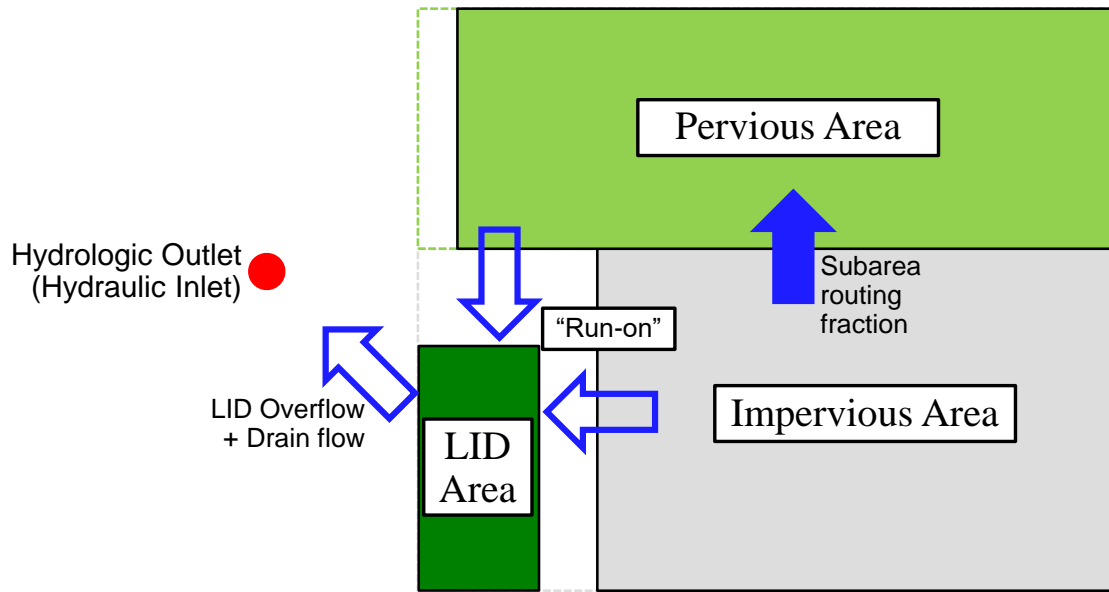 Pervious Area
Hydrologic Outlet
(Hydraulic Inlet)
Subarea
routing
fraction
“Run-on”
LID Overflow
+ Drain flow
LID
Area
Impervious Area